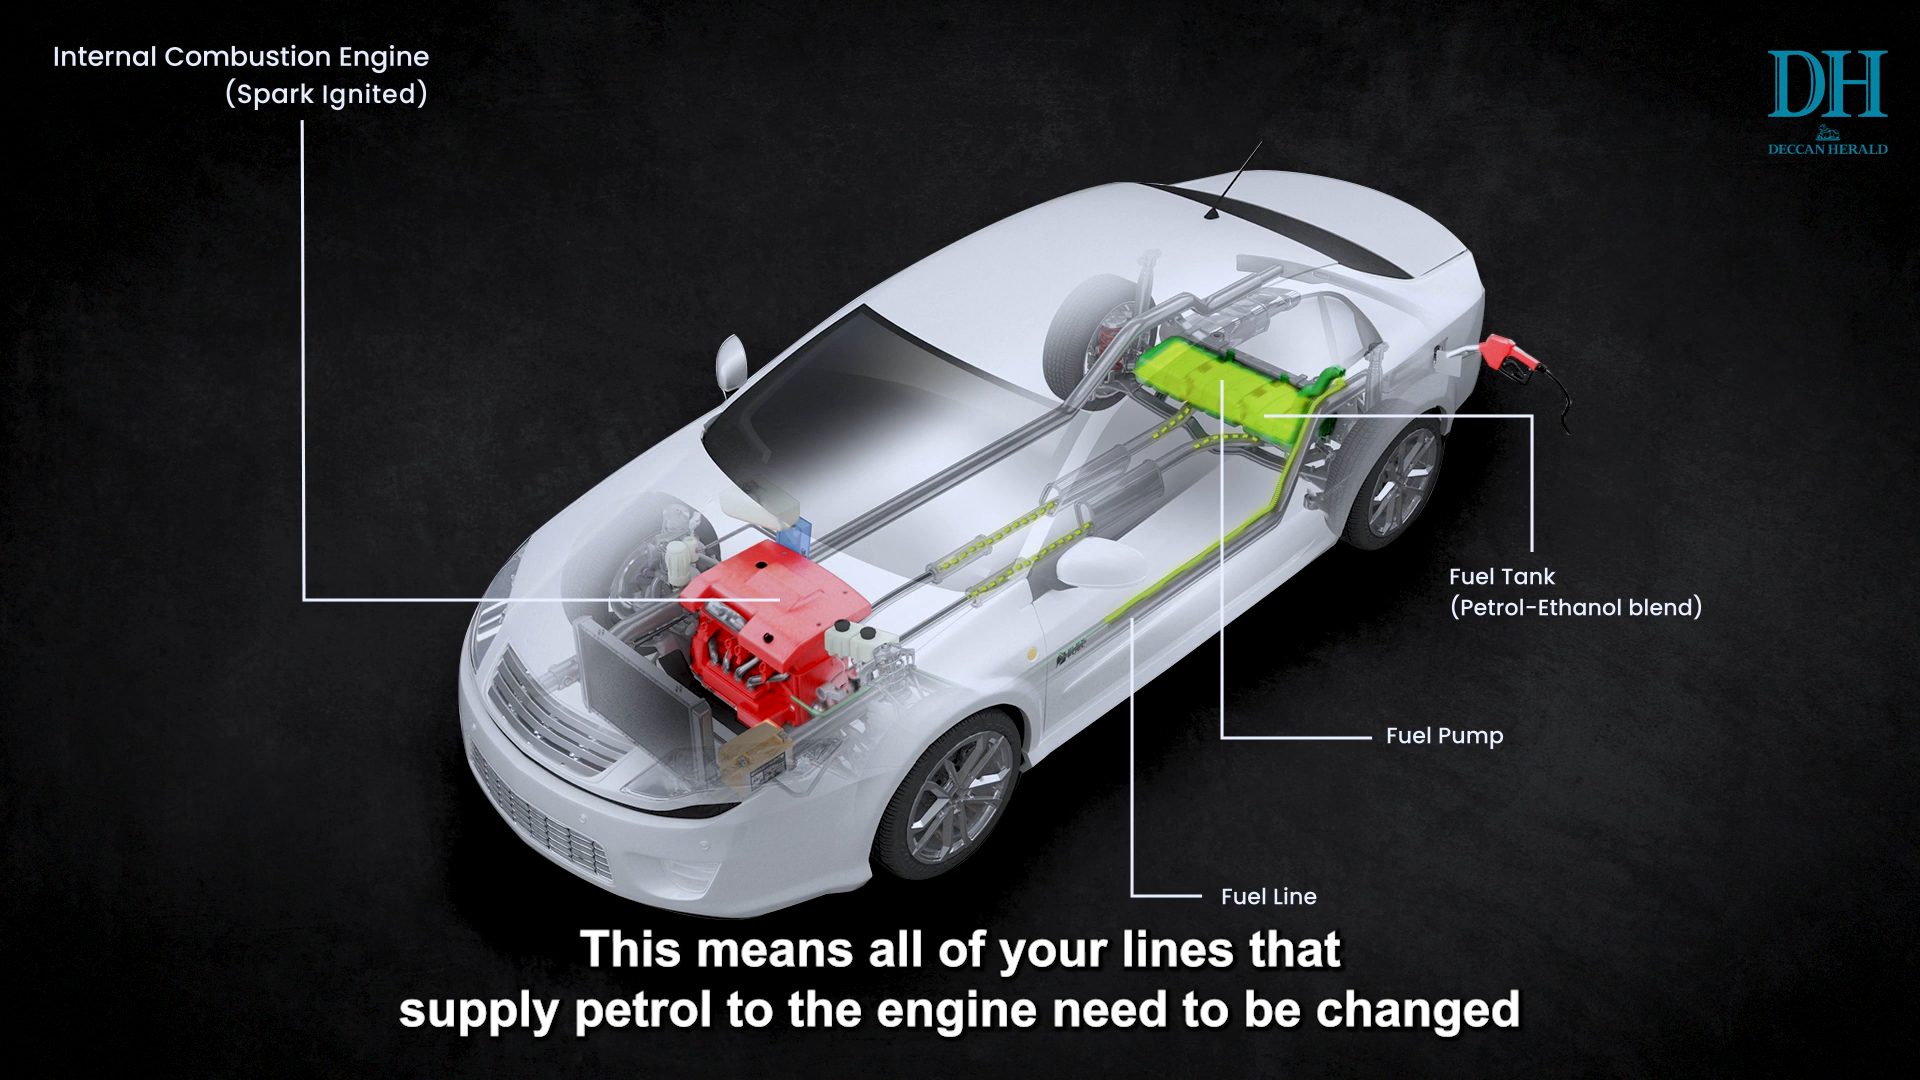 Internal Combustion Engine
(Spark Ignited)
DH
DECCAN HERALD
Fuel Tank
(Petrol-Ethanol blend)
Fuel Pump
Fuel Line
This means all of your lines that
supply petrol to the engine need to be changed